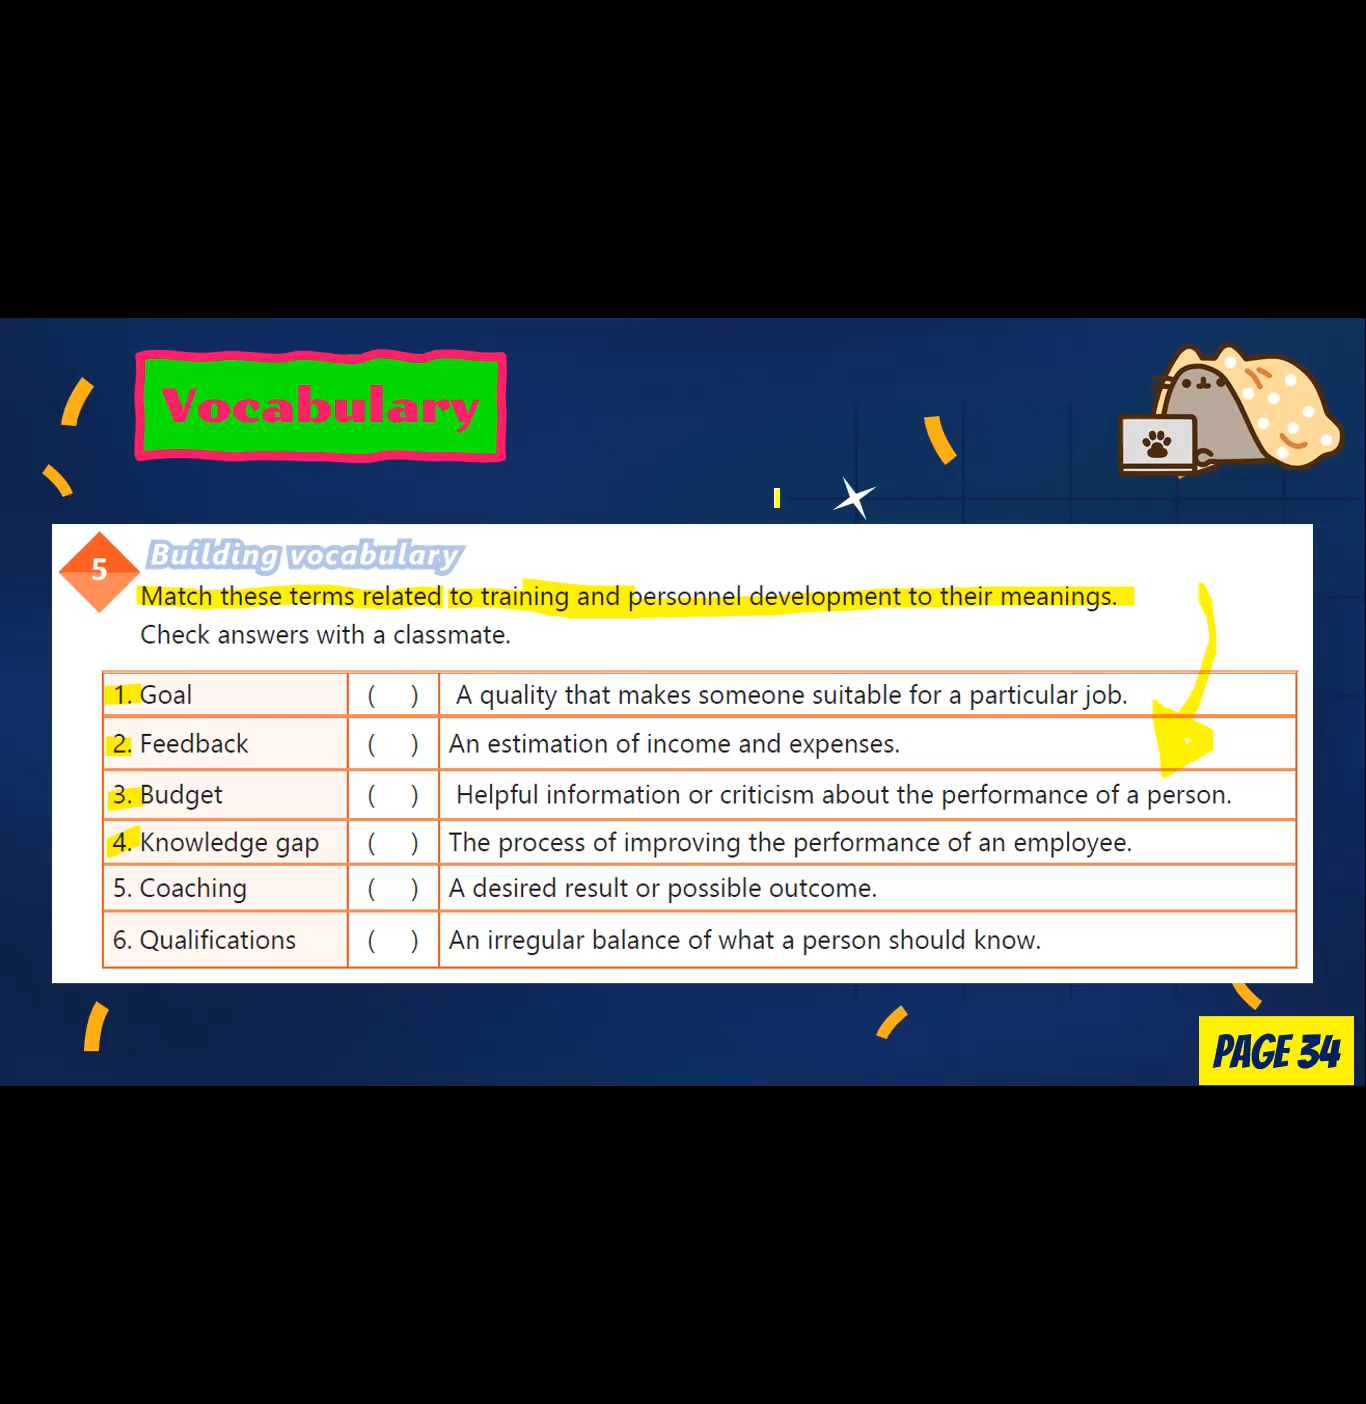 Vocabulary
5
Building vocabulary
Match these terms related to training and personnel development to their meanings.
Check answers with a classmate.
1. Goal ( ) A quality that makes someone suitable for a particular job.
2. Feedback ( ) An estimation of income and expenses.
3. Budget ( ) Helpful information or criticism about the performance of a person.
4. Knowledge gap ( ) The process of improving the performance of an employee.
5. Coaching ( ) A desired result or possible outcome.
6. Qualifications ( ) An irregular balance of what a person should know.
PAGE 34